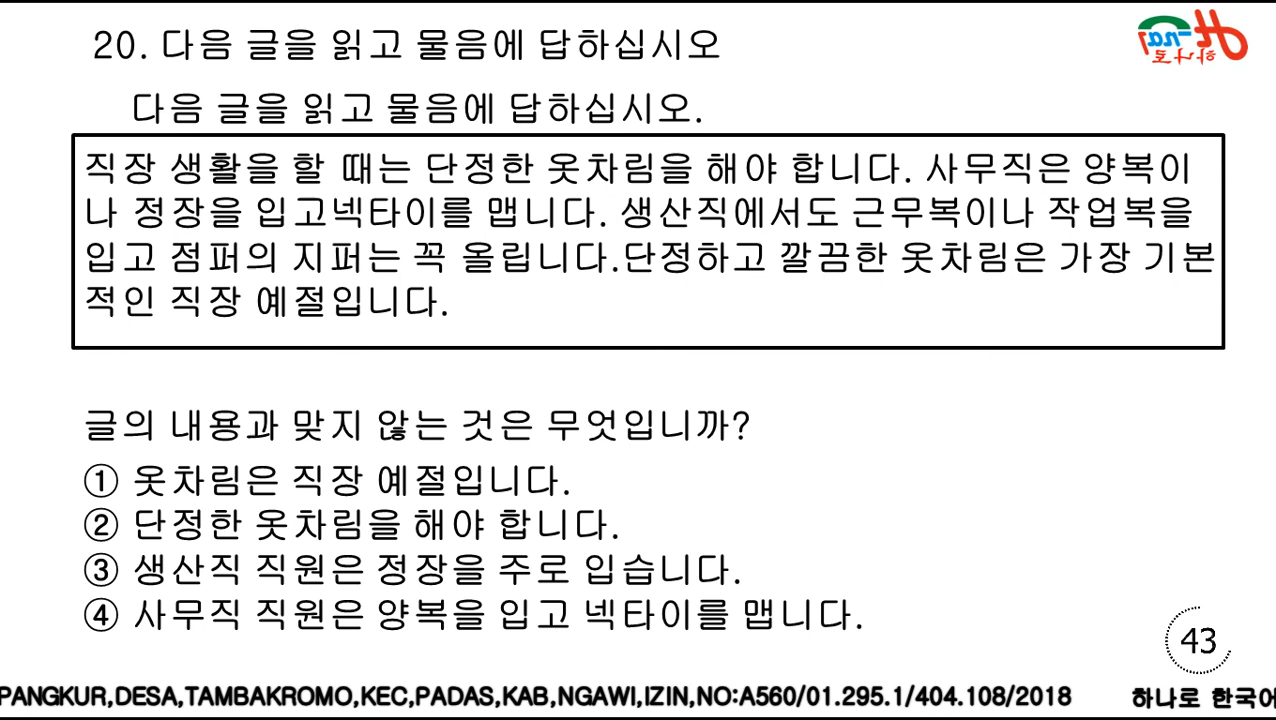 20. 다음 글을 읽고 물음에 답하십시오
다음 글을 읽고 물음에 답하십시오.
직장 생활을 할 때는 단정한 옷차림을 해야 합니다. 사무직은 양복이
나 정장을 입고넥타이를 맵니다. 생산직에서도 근무복이나 작업복을
입고 점퍼의 지퍼는 꼭 올립니다.단정하고 깔끔한 옷차림은 가장 기본
적인 직장 예절입니다.
글의 내용과 맞지 않는 것은 무엇입니까?
① 옷차림은 직장 예절입니다.
② 단정한 옷차림을 해야 합니다.
③ 생산직 직원은 정장을 주로 입습니다.
④ 사무직 직원은 양복을 입고 넥타이를 맵니다.
43
PANGKUR,DESA,TAMBAKROMO,KEC,PADAS,KAB,NGAWI,IZIN,NO:A560/01.295.1/404.108/2018 하나로 한국어